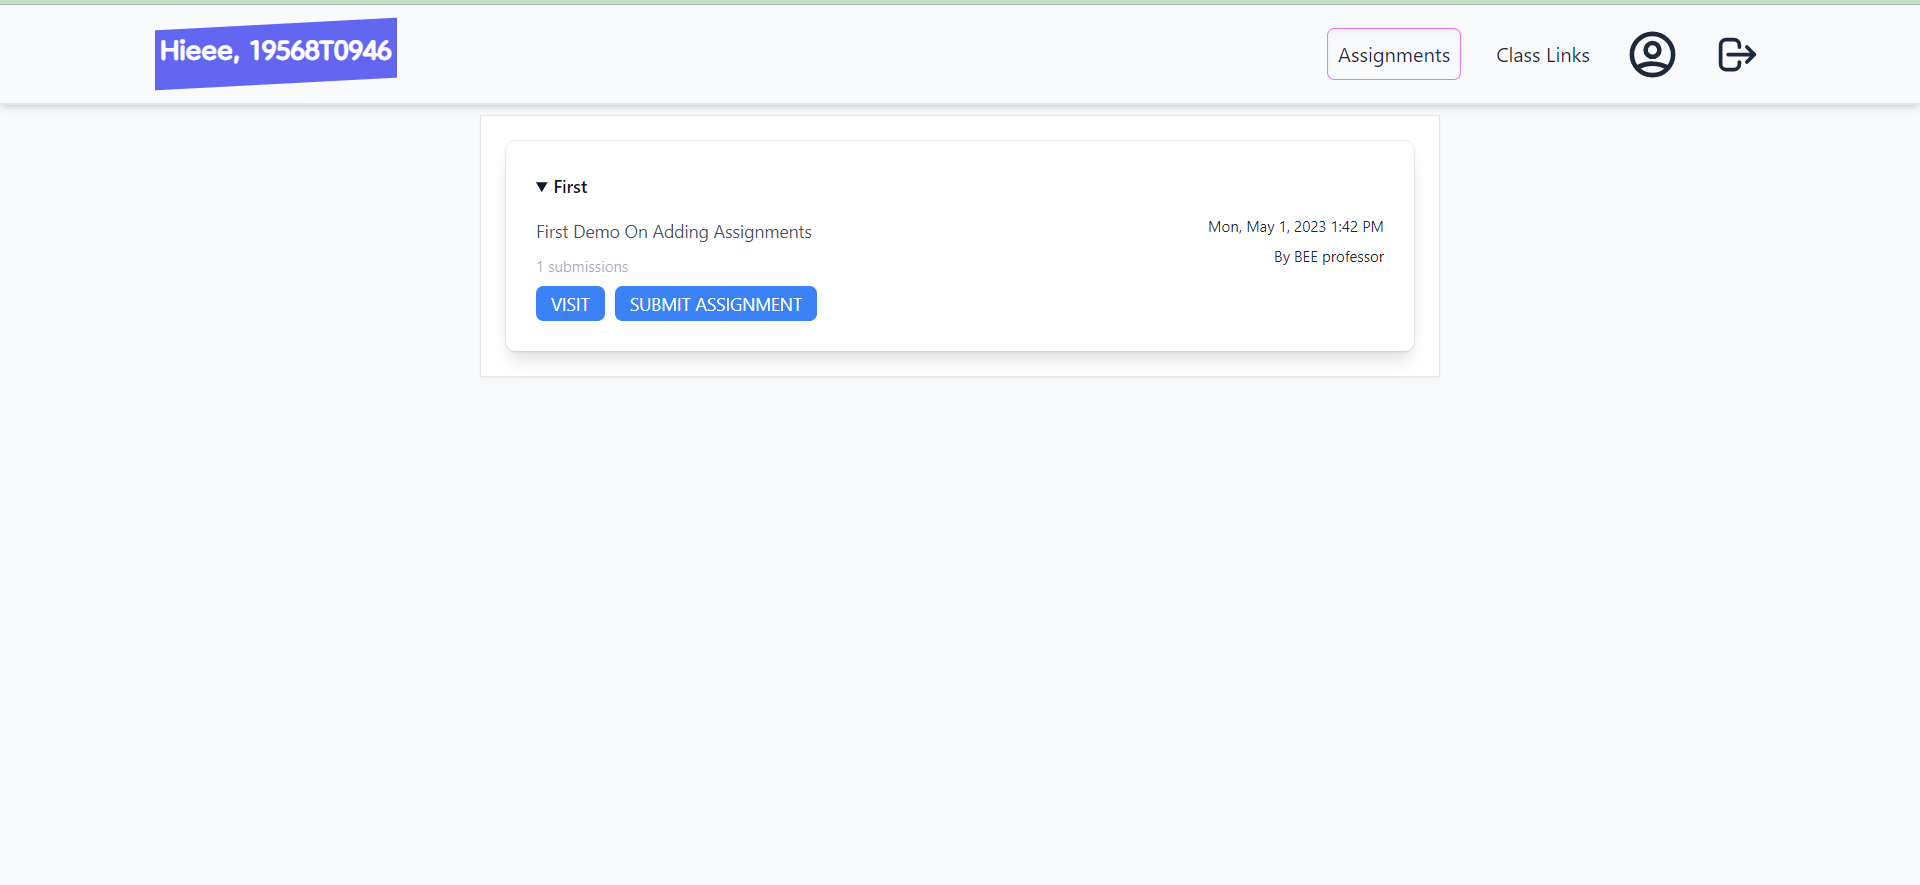 Hieee, 19568T0946
Assignments
Class Links
First
First Demo On Adding Assignments
Mon, May 1, 2023 1:42 PM
By BEE professor
1 submissions
VISIT
SUBMIT ASSIGNMENT